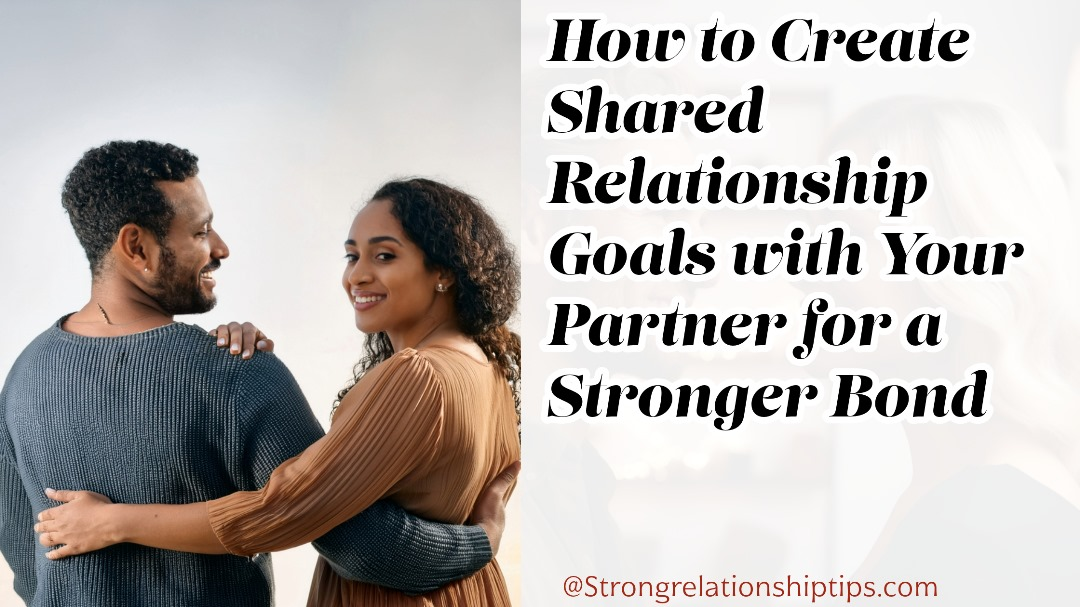 How to Create
Shared
Relationship
Goals with Your
Partner for a
Stronger Bond
@Strongrelationshiptips.com